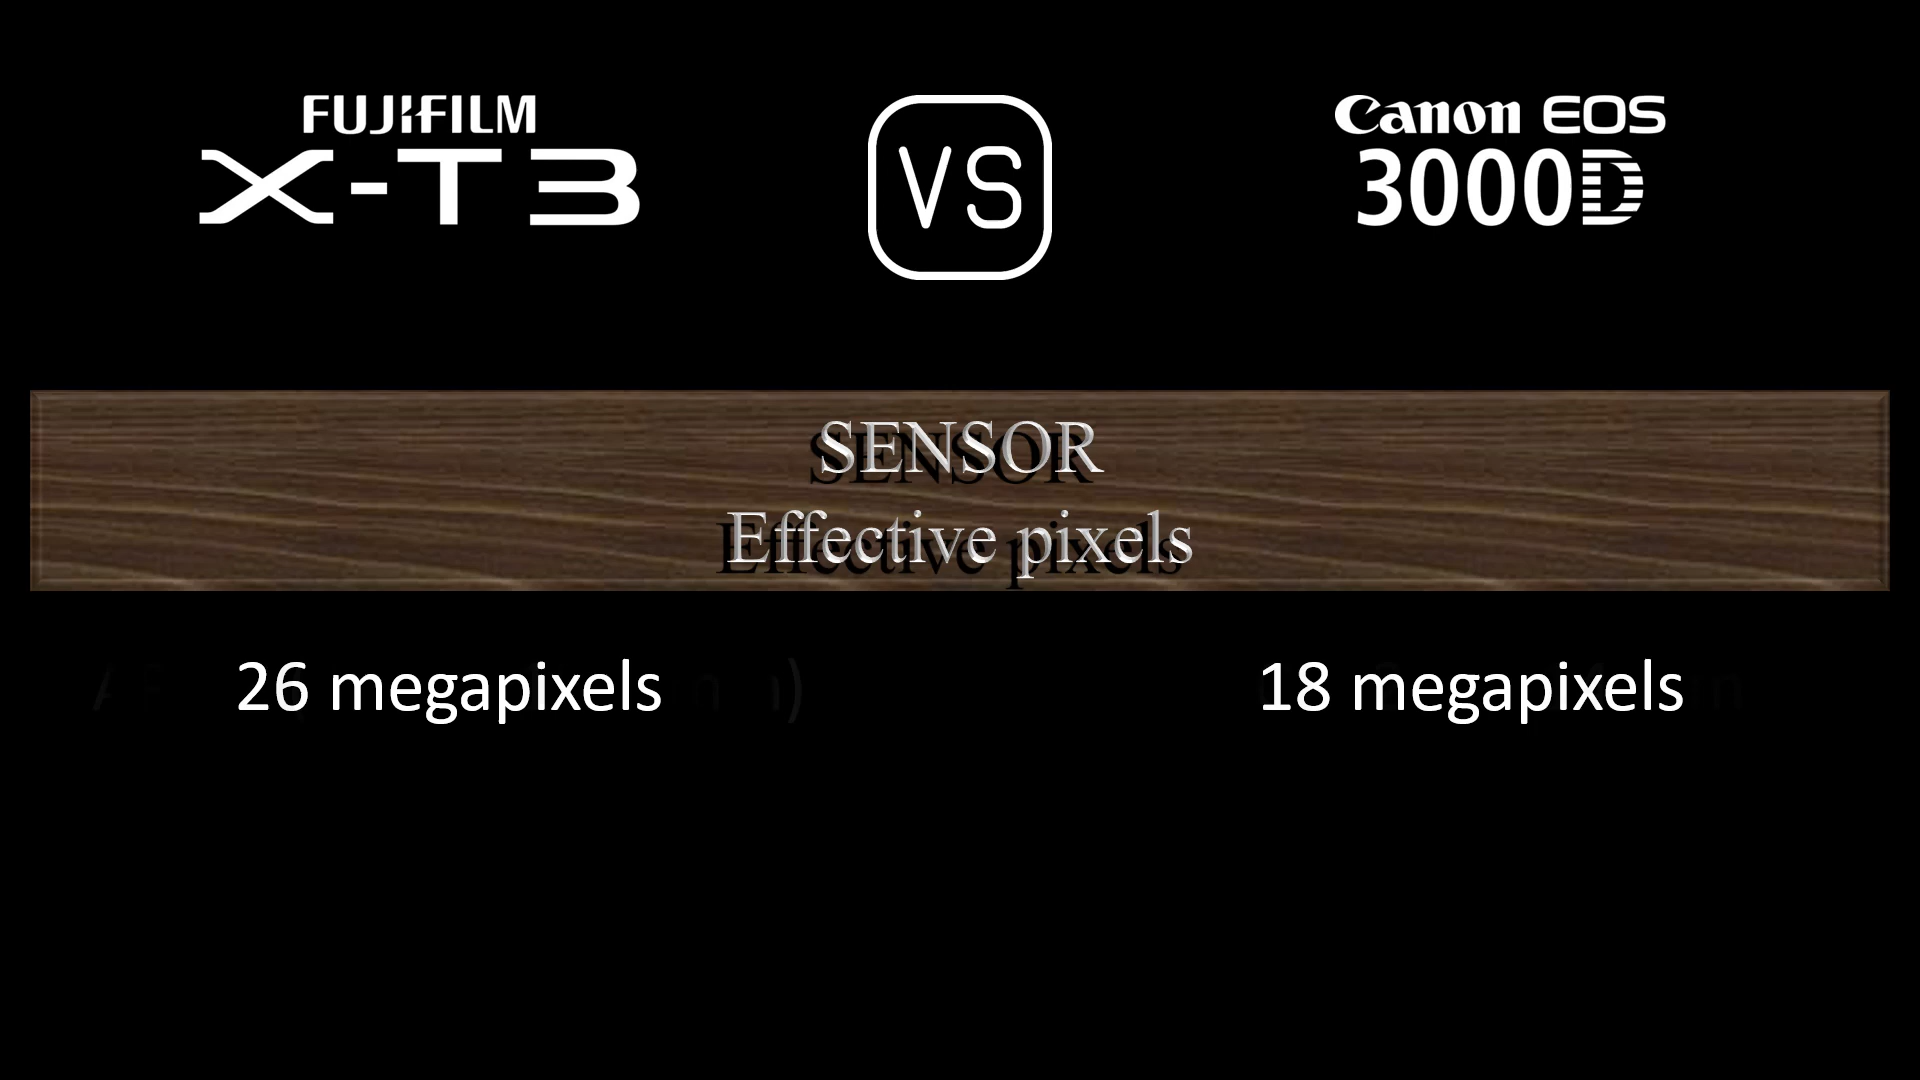 FUJIFILM
X-T3
VS
Canon EOS
3000D
SENSOR
Effective pixels
26 megapixels
18 megapixels